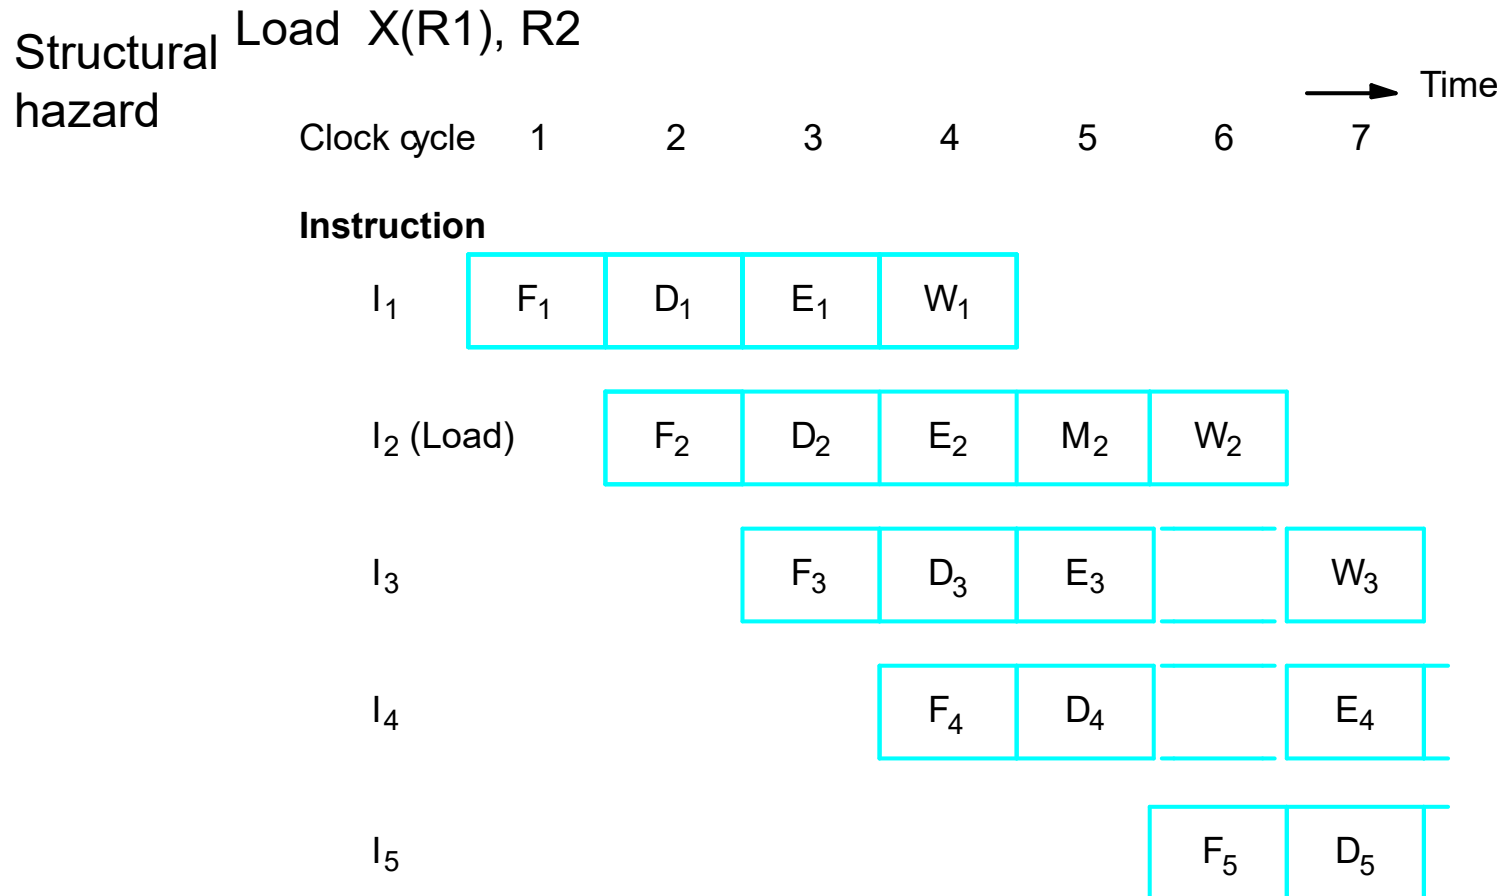 Structural
hazard
Load X(R1), R2
Time
Clock cycle 1 2 3 4 5 6 7
Instruction
I1 F1 D1 E1 W1
I2 (Load) F2 D2 E2 M2 W2
I3 F3 D3 E3 W3
I4 F4 D4 E4
I5 F5 D5